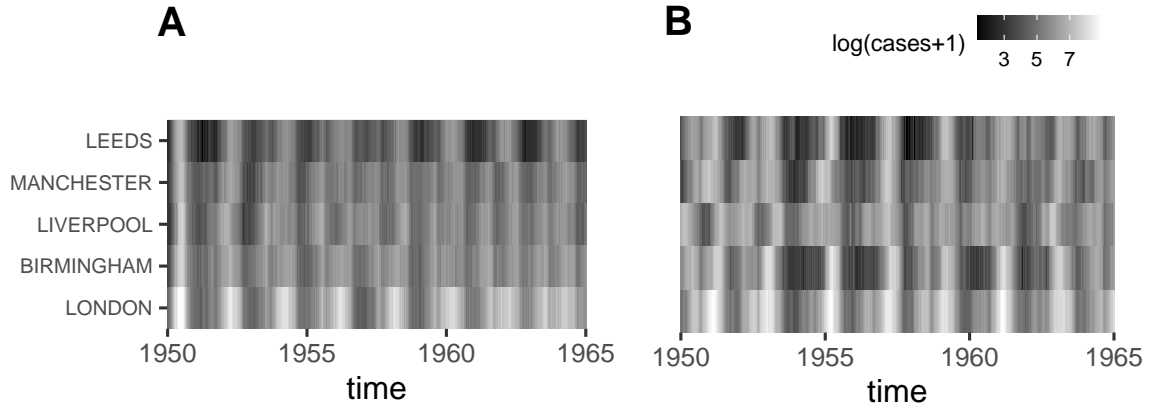 A
B
log(cases+1)
3 5 7
LEEDS
MANCHESTER
LIVERPOOL
BIRMINGHAM
LONDON
1950 1955 1960 1965
time
1950 1955 1960 1965
time